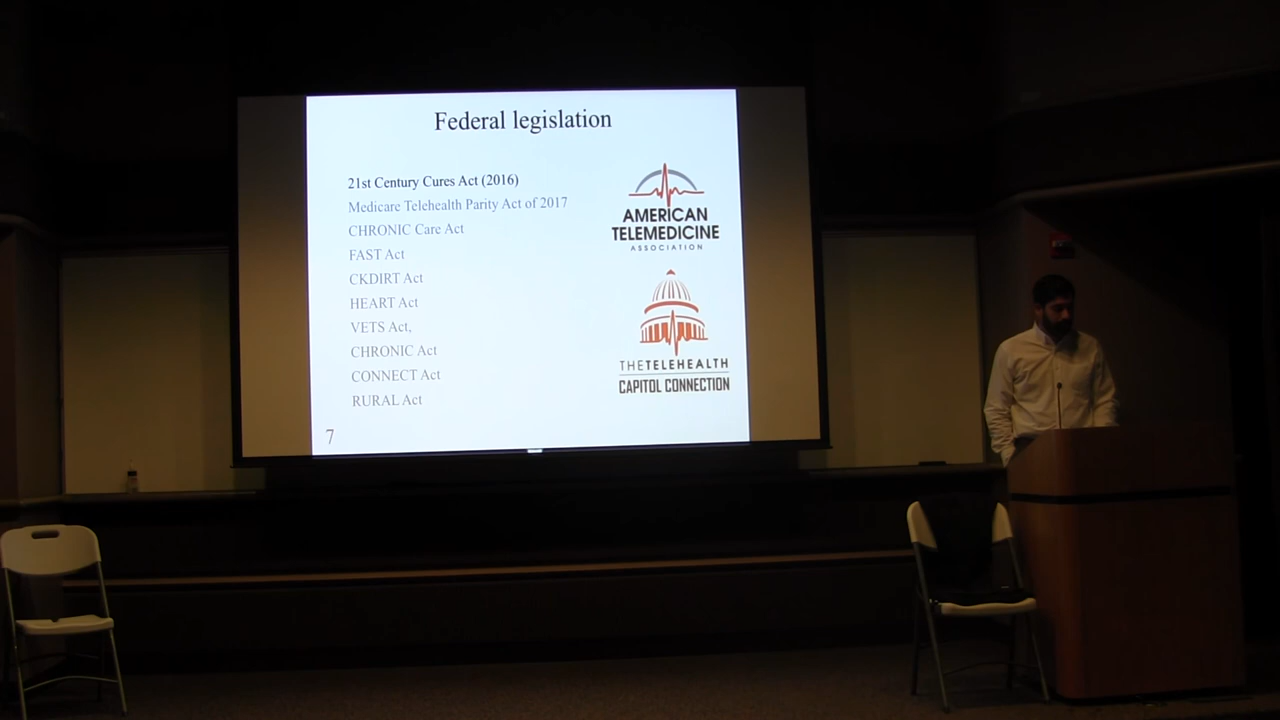 Federal legislation
21st Century Cures Act (2016)
Medicare Telehealth Parity Act of 2017
CHRONIC Care Act
FAST Act
CKDIRT Act
HEART Act
VETS Act,
CHRONIC Act
CONNECT Act
RURAL Act
7
AMERICAN
TELEMEDICINE
ASSOCIATION
THETELEHEALTH
CAPITOL CONNECTION